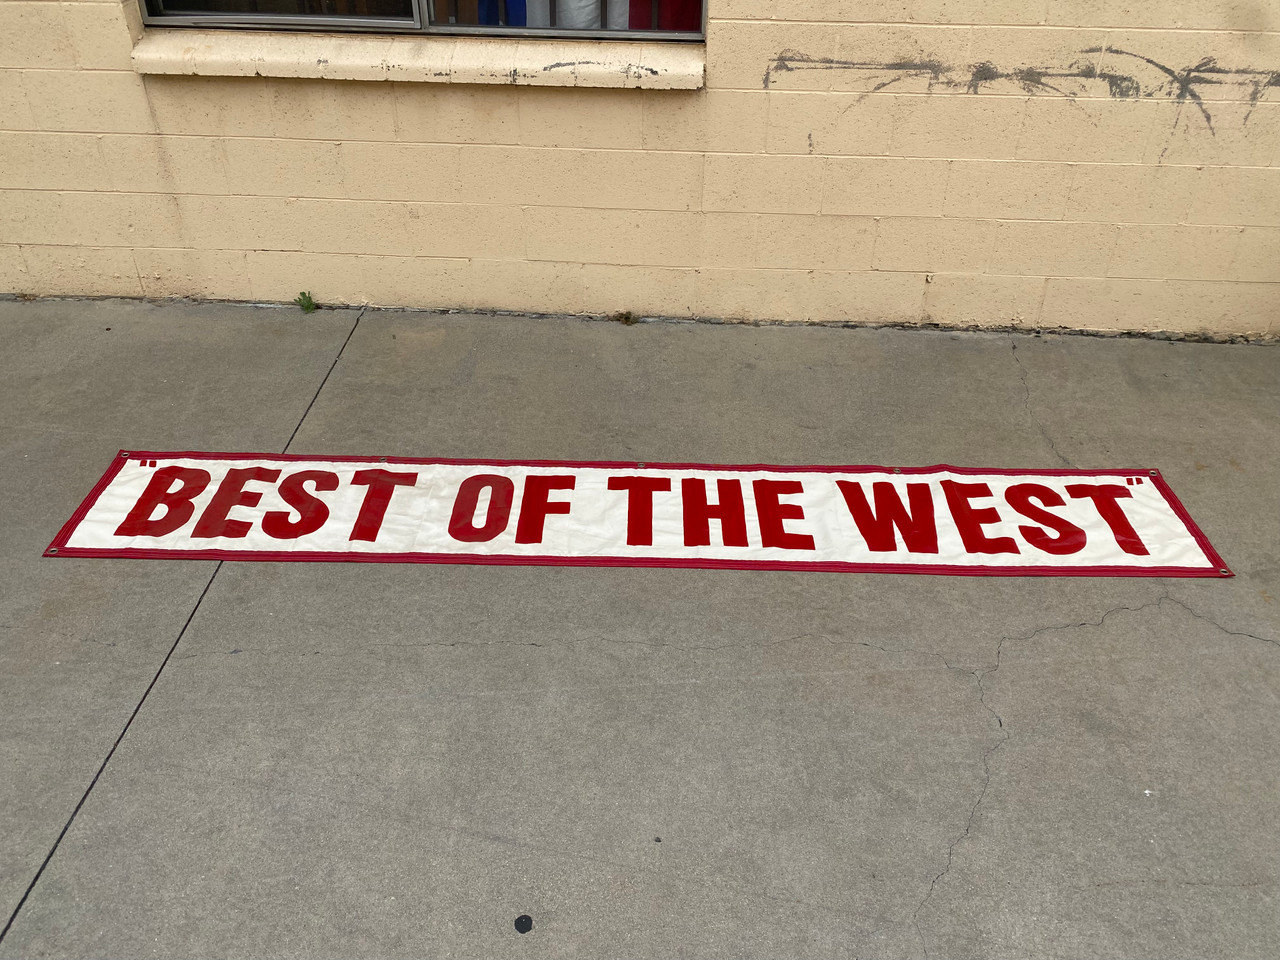 "BEST OF THE WEST"